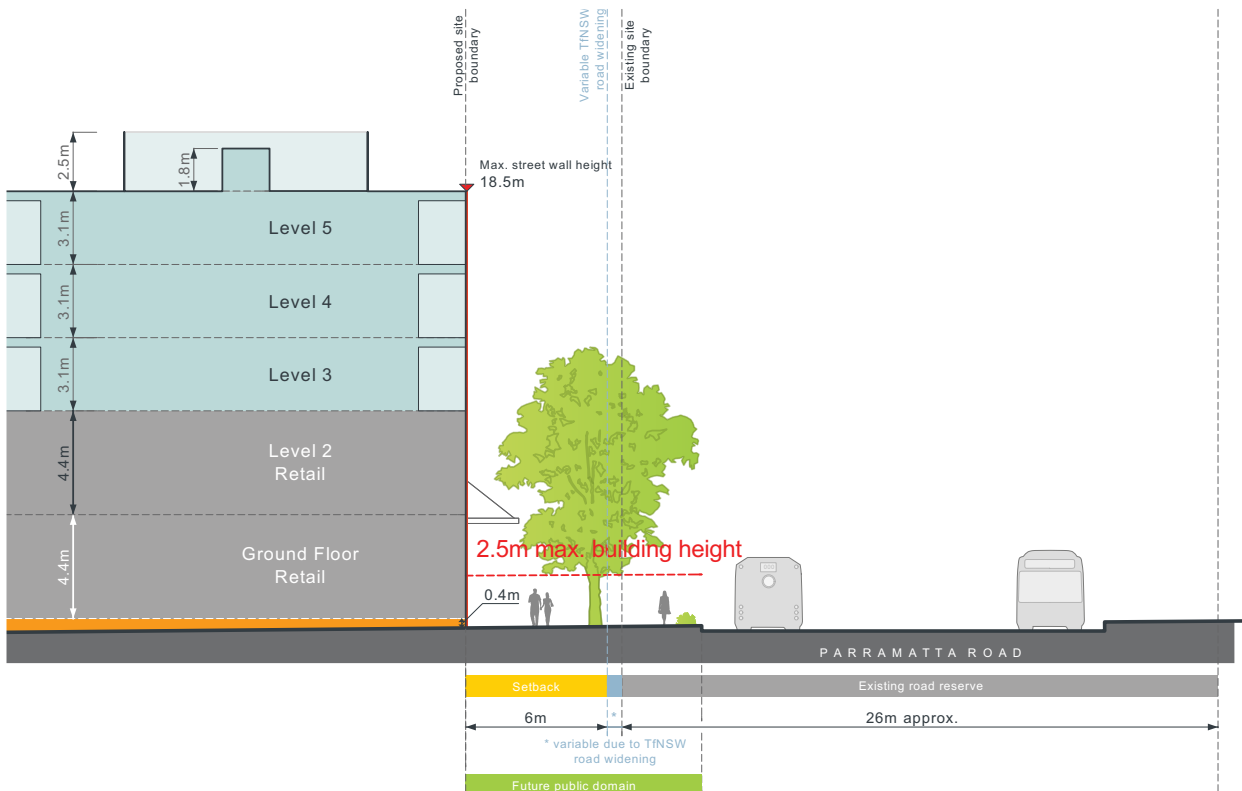 Proposed site
boundary
Variable TfNSW
road widening
Existing site
boundary
2.5m
1.8m
Max. street wall height
18.5m
3.1m
Level 5
3.1m
Level 4
3.1m
Level 3
4.4m
Level 2
Retail
4.4m
Ground Floor
Retail
2.5m max. building height
0.4m
PARRAMATTA ROAD
Setback
Existing road reserve
6m
*
26m approx.
* variable due to TfNSW
road widening
Future public domain